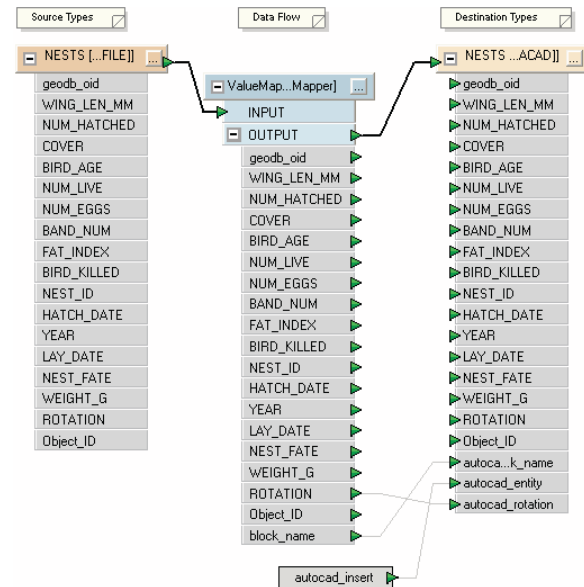 Source Types
Data Flow
Destination Types
NESTS [...FILE]] ...
geodb_oid
WING_LEN_MM
NUM_HATCHED
COVER
BIRD_AGE
NUM_LIVE
NUM_EGGS
BAND_NUM
FAT_INDEX
BIRD_KILLED
NEST_ID
HATCH_DATE
YEAR
LAY_DATE
NEST_FATE
WEIGHT_G
ROTATION
Object_ID
ValueMap...Mapper] ...
INPUT
OUTPUT
geodb_oid
WING_LEN_MM
NUM_HATCHED
COVER
BIRD_AGE
NUM_LIVE
NUM_EGGS
BAND_NUM
FAT_INDEX
BIRD_KILLED
NEST_ID
HATCH_DATE
YEAR
LAY_DATE
NEST_FATE
WEIGHT_G
ROTATION
Object_ID
block_name
autocad_insert
NESTS ...ACAD]] ...
geodb_oid
WING_LEN_MM
NUM_HATCHED
COVER
BIRD_AGE
NUM_LIVE
NUM_EGGS
BAND_NUM
FAT_INDEX
BIRD_KILLED
NEST_ID
HATCH_DATE
YEAR
LAY_DATE
NEST_FATE
WEIGHT_G
ROTATION
Object_ID
autoca...k_name
autocad_entity
autocad_rotation